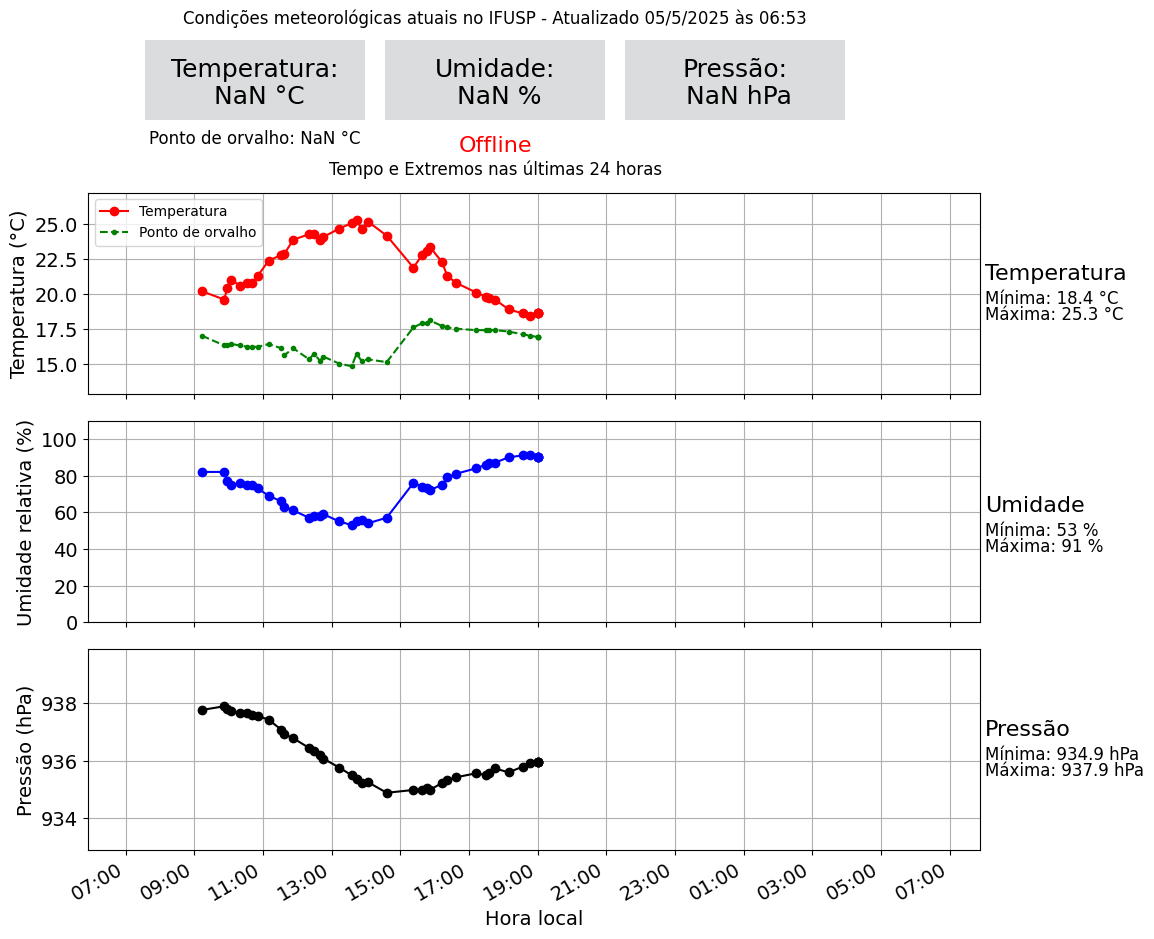 Condições meteorológicas atuais no IFUSP - Atualizado 05/5/2025 às 06:53
Temperatura:
NaN °C
Umidade:
NaN %
Pressão:
NaN hPa
Ponto de orvalho: NaN °C
Offline
Tempo e Extremos nas últimas 24 horas
Temperatura (°C)
25.0
22.5
20.0
17.5
15.0
Temperatura
Ponto de orvalho
Temperatura
Mínima: 18.4 °C
Máxima: 25.3 °C
Umidade relativa (%)
100
80
60
40
20
0
Umidade
Mínima: 53 %
Máxima: 91 %
Pressão (hPa)
938
936
934
Pressão
Mínima: 934.9 hPa
Máxima: 937.9 hPa
07:00 09:00 11:00 13:00 15:00 17:00 19:00 21:00 23:00 01:00 03:00 05:00 07:00
Hora local